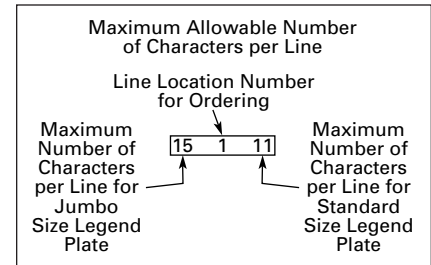 Maximum Allowable Number
of Characters per Line
Line Location Number
for Ordering
Maximum
Number of
Characters
per Line for
Jumbo
Size Legend
Plate
15 1 11
Maximum
Number of
Characters
per Line for
Standard
Size Legend
Plate